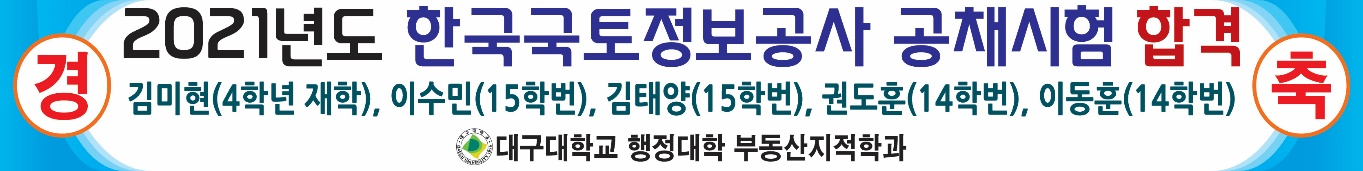 경
2021년도 한국국토정보공사 공채시험 합격
김미현(4학년 재학), 이수민(15학번), 김태양(15학번), 권도훈(14학번), 이동훈(14학번)
대구대학교 행정대학 부동산지적학과
축